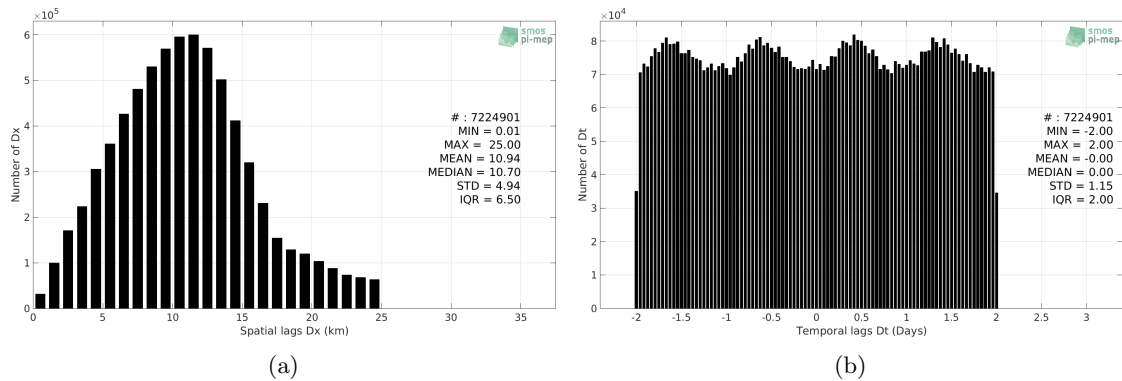 ×10⁵
6
5
4
3
2
1
0
Number of Dx
0 5 10 15 20 25 30 35
Spatial lags Dx (km)
smos
pi-mep
# : 7224901
MIN = 0.01
MAX = 25.00
MEAN = 10.94
MEDIAN = 10.70
STD = 4.94
IQR = 6.50
(a)
×10⁴
8
7
6
5
4
3
2
1
0
Number of Dt
-2 -1.5 -1 -0.5 0 0.5 1 1.5 2 2.5 3
Temporal lags Dt (Days)
smos
pi-mep
# : 7224901
MIN = -2.00
MAX = 2.00
MEAN = -0.00
MEDIAN = 0.00
STD = 1.15
IQR = 2.00
(b)